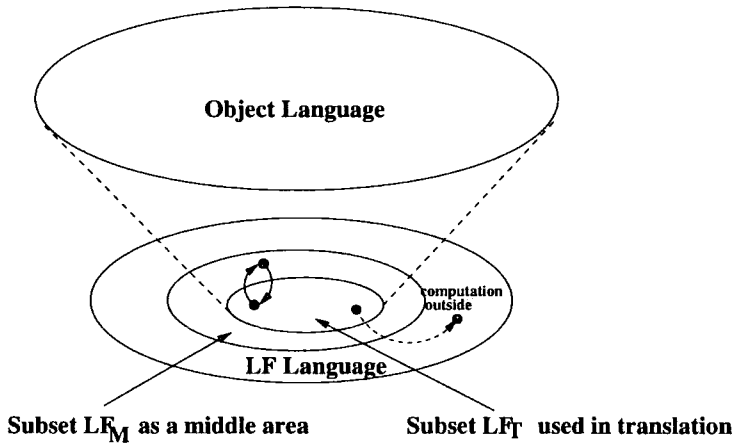 Object Language
computation
outside
LF Language
Subset LF_M as a middle area
Subset LF_T used in translation